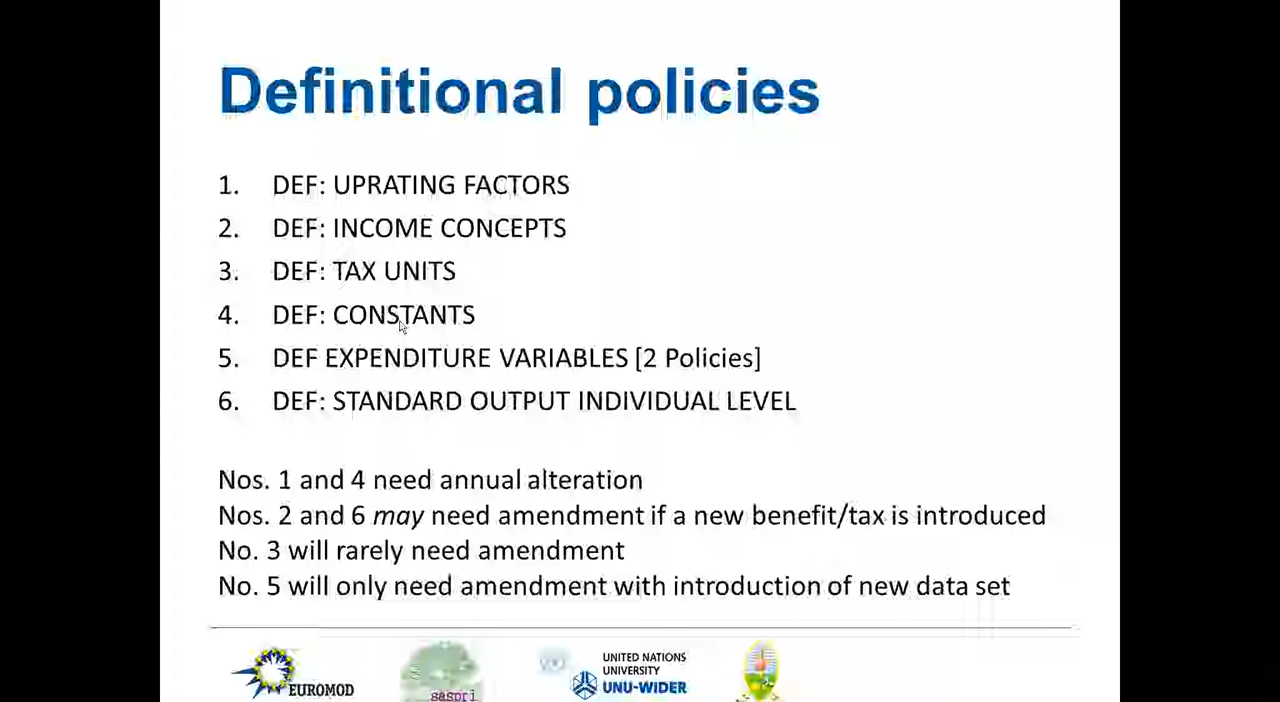 Definitional policies
1. DEF: UPRATING FACTORS
2. DEF: INCOME CONCEPTS
3. DEF: TAX UNITS
4. DEF: CONSTANTS
5. DEF EXPENDITURE VARIABLES [2 Policies]
6. DEF: STANDARD OUTPUT INDIVIDUAL LEVEL
Nos. 1 and 4 need annual alteration
Nos. 2 and 6 may need amendment if a new benefit/tax is introduced
No. 3 will rarely need amendment
No. 5 will only need amendment with introduction of new data set
EUROMOD
saspri
UNITED NATIONS
UNIVERSITY
UNU-WIDER